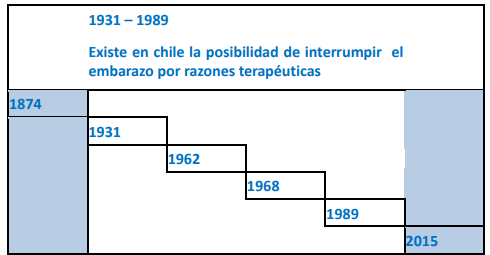 1931 – 1989
Existe en chile la posibilidad de interrumpir el
embarazo por razones terapéuticas
1874
1931
1962
1968
1989
2015